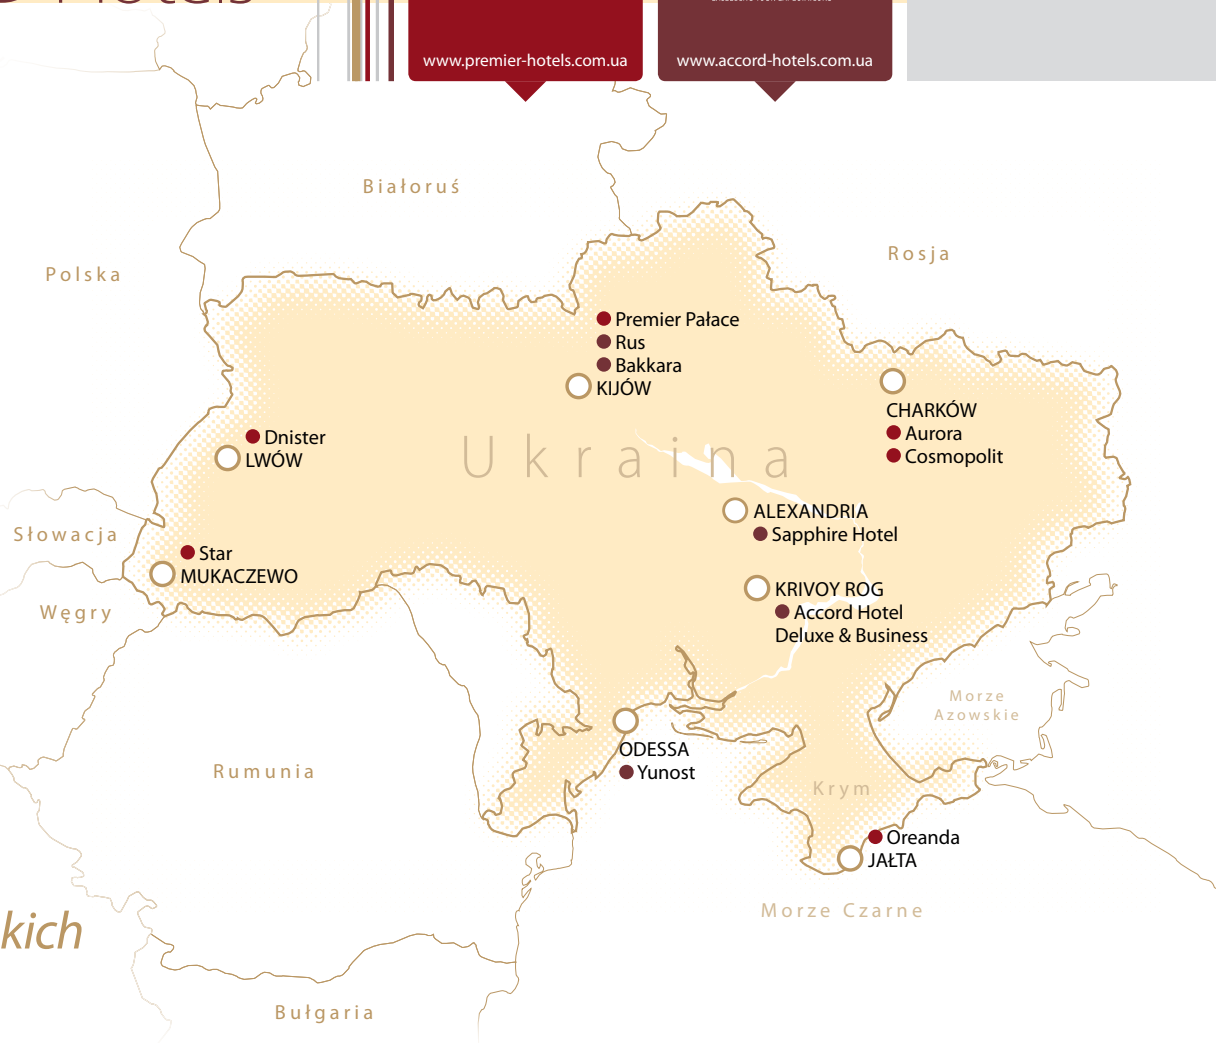 Hotels
www.premier-hotels.com.ua
www.accord-hotels.com.ua
Białoruś
Polska
Rosja
Premier Pałace
Rus
Bakkara
KIJÓW
CHARKÓW
Aurora
Cosmopolit
Dnister
LWÓW
Ukraina
ALEXANDRIA
Sapphire Hotel
Słowacja
Star
MUKACZEWO
KRIVOY ROG
Accord Hotel
Deluxe & Business
Węgry
Morze
Azowskie
ODESSA
Yunost
Rumunia
Krym
Oreanda
JAŁTA
Morze Czarne
kich
Bułgaria